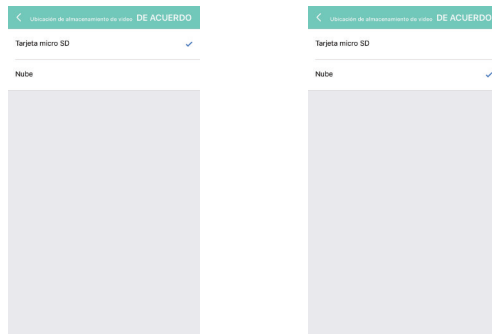 Ubicación de almacenamiento de video DE ACUERDO
Tarjeta micro SD
Nube
Ubicación de almacenamiento de video DE ACUERDO
Tarjeta micro SD
Nube